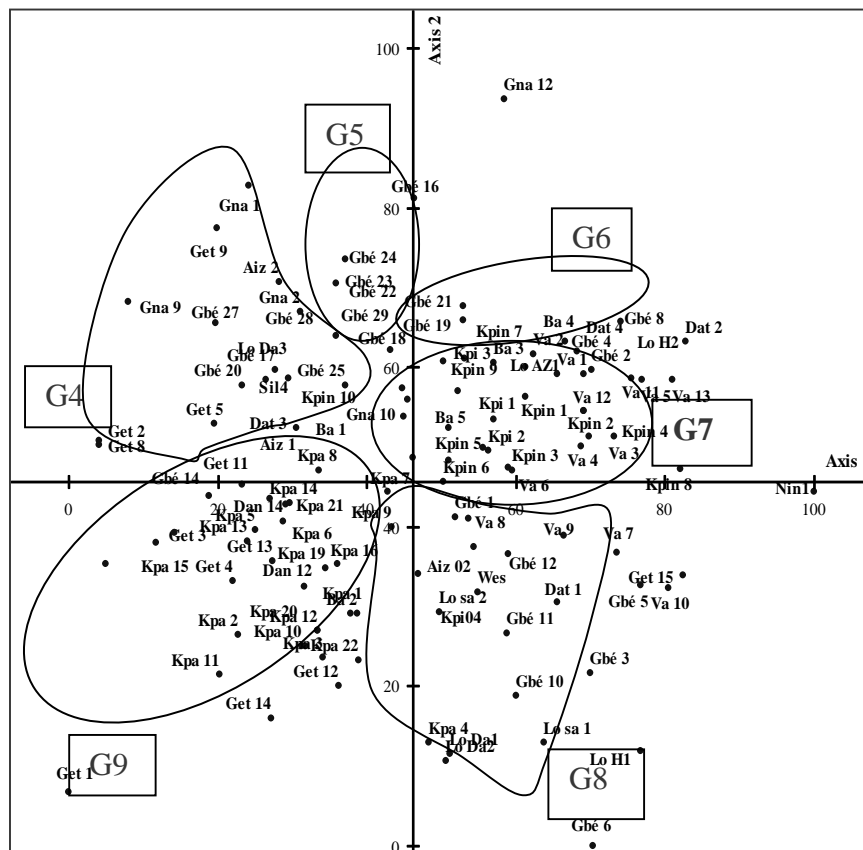 Axis 2
100
Gna 12
G5
80
Gbé 16
Gna 1
Get 9
G6
Gbé 24
Aiz 2
Gbé 23
Gna 2
Gbé 22
Gna 9
Gbé 27
Gbé 28
Gbé 29
Gbé 21
Gbé 19
Kpin 7
Ba 4
Dat 4
Gbé 8
Dat 2
Gbé 18
Va 2
Gbé 4
Lo H2
Lo Da3
Gbé 17
60
Kpi 3
Ba 3
Kpin 9
Lo AZ1
Va 1
Gbé 2
Gbé 20
Sil4
Gbé 25
Kpin 10
Va 11
Va 5
Va 13
G4
Gna 10
Kpi 1
Kpin 1
Va 12
Get 5
Dat 3
Ba 1
Ba 5
Kpin 2
Kpin 4
G7
Get 2
Get 8
Aiz 1
Kpin 5
Kpi 2
Va 4
Va 3
Get 11
Kpa 8
Kpin 6
Kpin 3
Axis
Gbé 14
Kpa 7
Va 6
Kpin 8
Nin1
0
20
40
60
80
100
Kpa 14
Dan 14
Kpa 21
Kpa 9
Gbé 1
Kpa 5
Kpa 13
Kpa 6
Va 8
Va 9
Va 7
Get 3
40
Get 13
Kpa 19
Kpa 16
Kpa 15
Get 4
Dan 12
Aiz 02
Wes
Gbé 12
Get 15
Kpa 1
Ba 2
Lo sa 2
Dat 1
Gbé 5
Va 10
Kpa 2
Kpa 20
Kpa 12
Kpa 10
Kpi04
Gbé 11
Kpa 3
Kpa 22
Kpa 11
Get 12
Gbé 3
20
Gbé 10
Get 14
Kpa 4
Lo Da1
Lo Da2
Lo sa 1
Lo H1
G9
Get 1
G8
Gbé 6
0